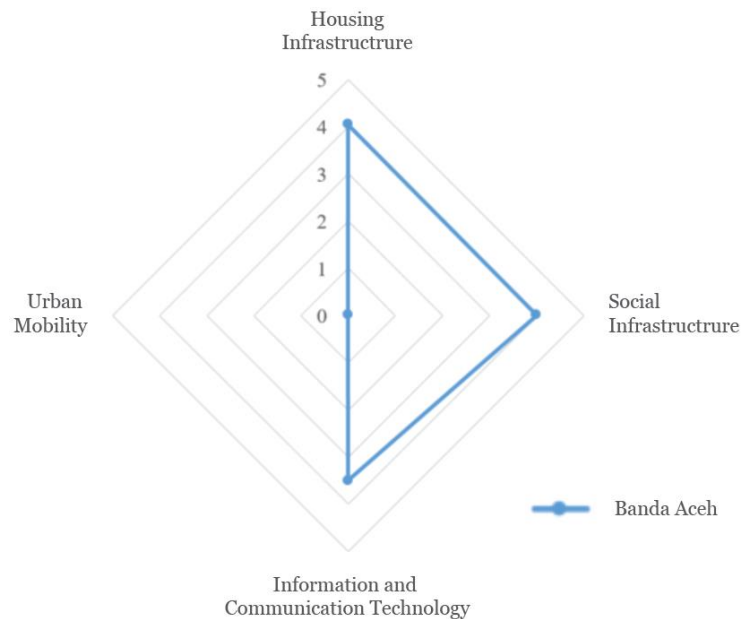 Housing
Infrastructrure
5
4
3
2
1
0
Urban
Mobility
Social
Infrastructrure
Banda Aceh
Information and
Communication Technology